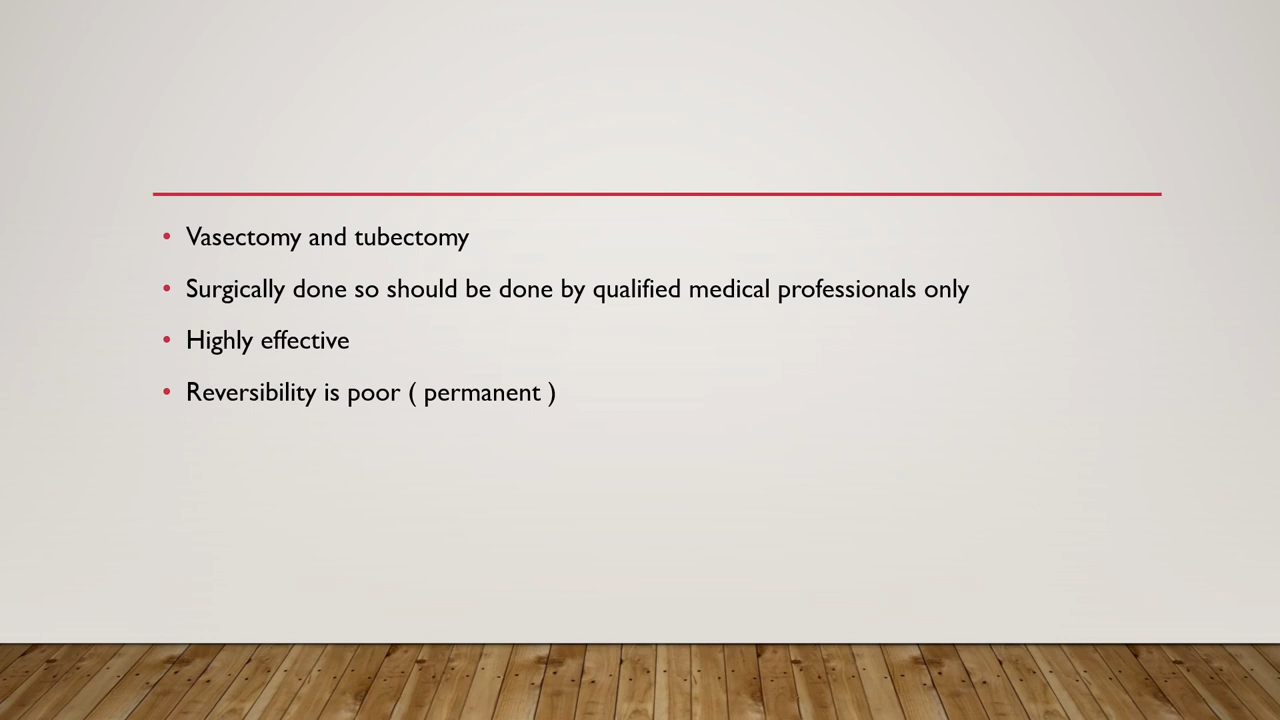 • Vasectomy and tubectomy
• Surgically done so should be done by qualified medical professionals only
• Highly effective
• Reversibility is poor ( permanent )